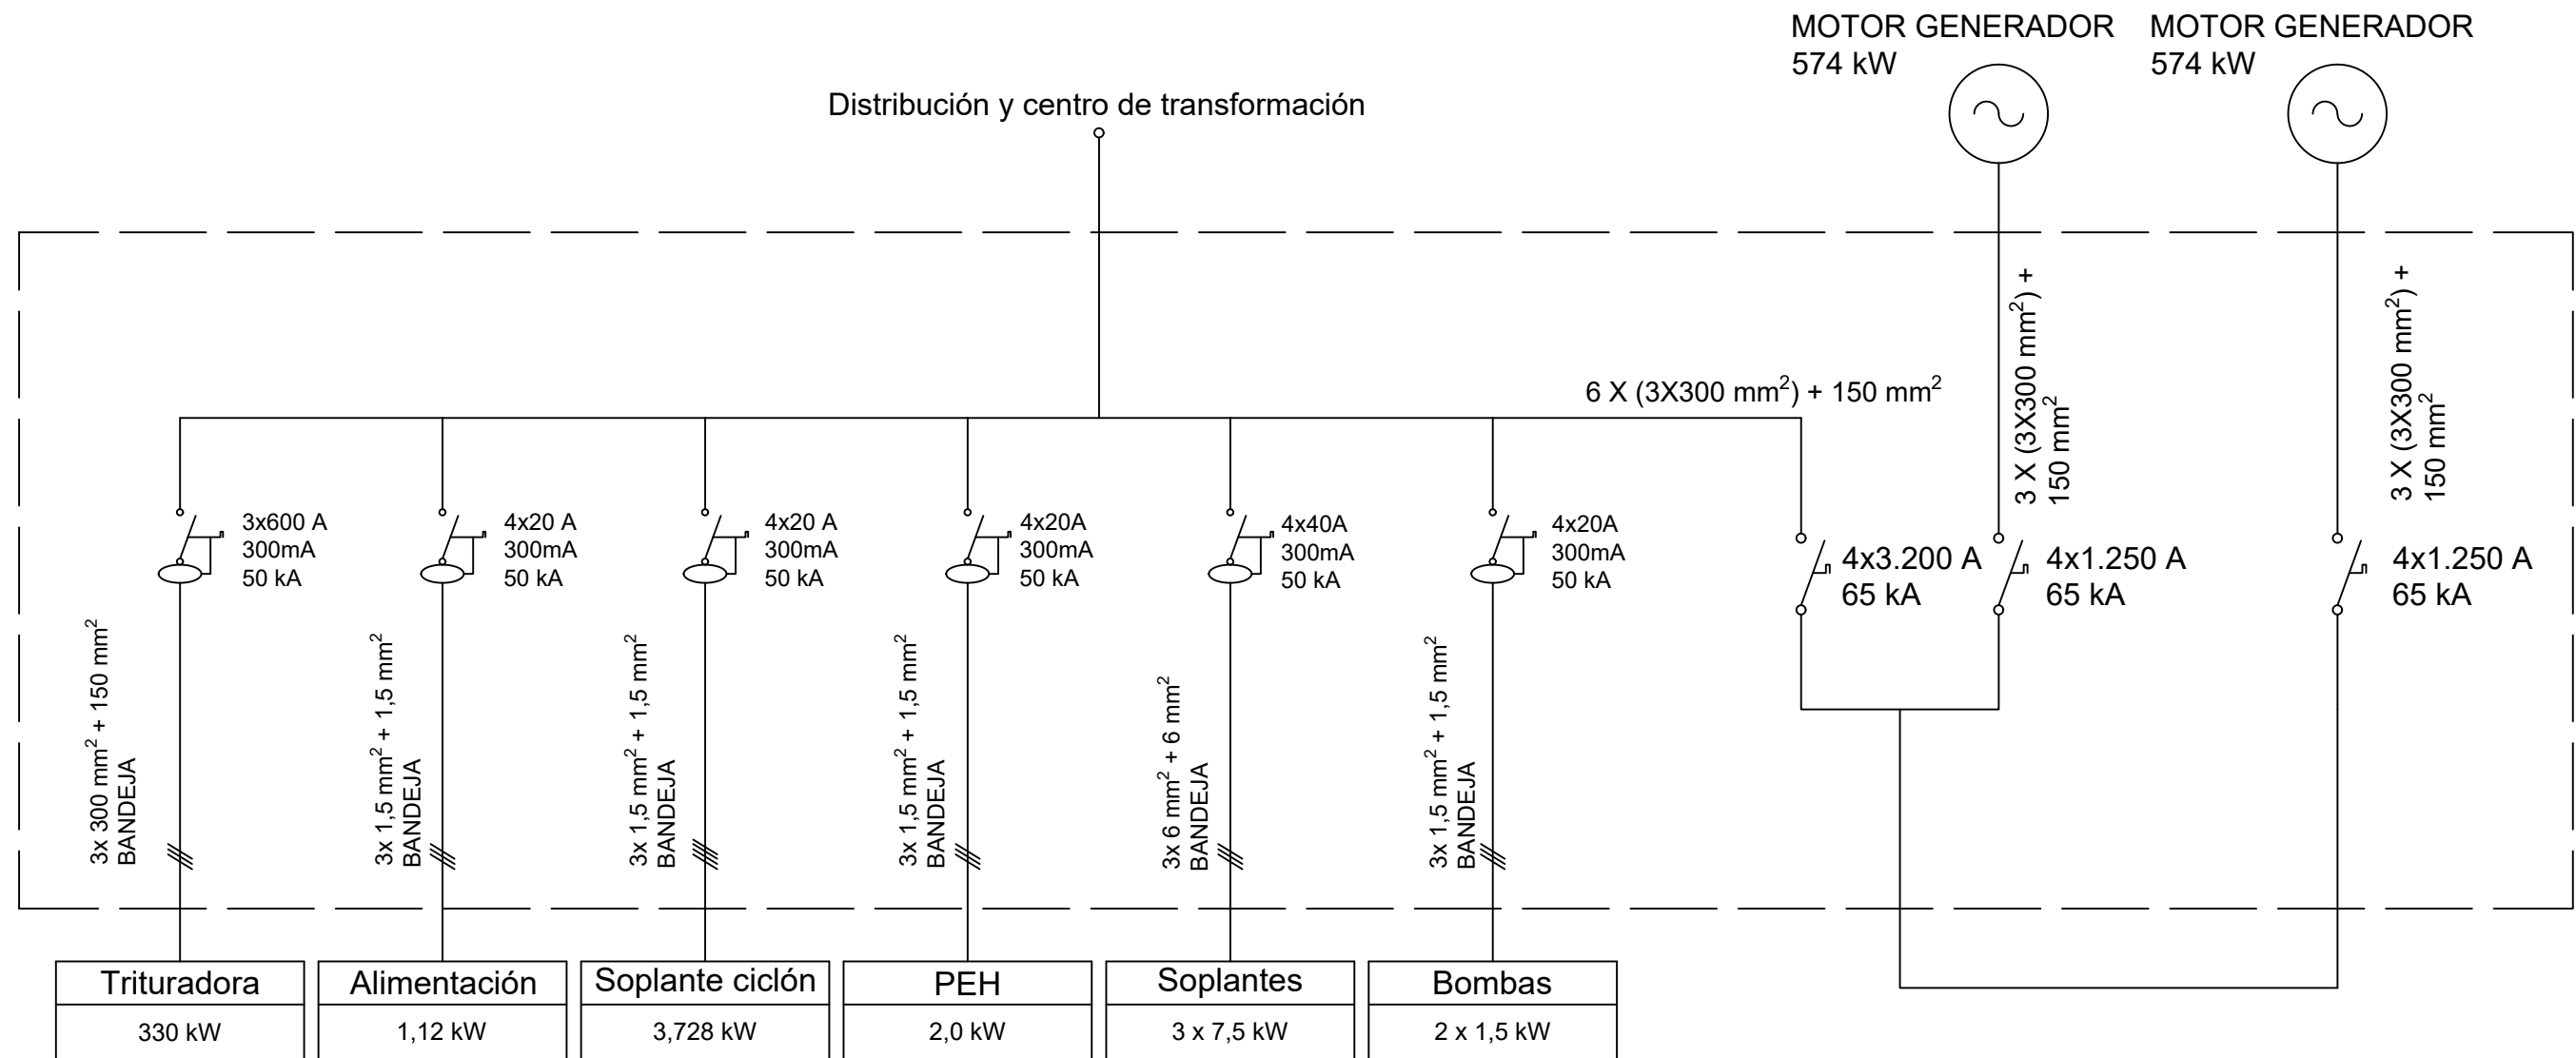 MOTOR GENERADOR
574 kW
MOTOR GENERADOR
574 kW
Distribución y centro de transformación
3 X (3X300 mm²) +
150 mm²
3 X (3X300 mm²) +
150 mm²
6 X (3X300 mm²) + 150 mm²
3x600 A
300mA
50 kA
4x20 A
300mA
50 kA
4x20 A
300mA
50 kA
4x20A
300mA
50 kA
4x40A
300mA
50 kA
4x20A
300mA
50 kA
4x3.200 A
65 kA
4x1.250 A
65 kA
4x1.250 A
65 kA
3x 300 mm² + 150 mm²
BANDEJA
3x 1,5 mm² + 1,5 mm²
BANDEJA
3x 1,5 mm² + 1,5 mm²
BANDEJA
3x 1,5 mm² + 1,5 mm²
BANDEJA
3x 6 mm² + 6 mm²
BANDEJA
3x 1,5 mm² + 1,5 mm²
BANDEJA
Trituradora
330 kW
Alimentación
1,12 kW
Soplante ciclón
3,728 kW
PEH
2,0 kW
Soplantes
3 x 7,5 kW
Bombas
2 x 1,5 kW